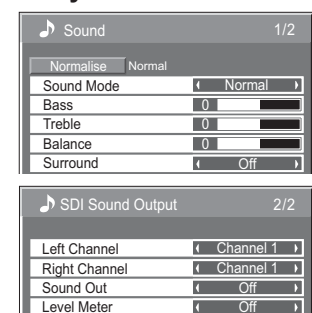 Sound 1/2
Normalise Normal
Sound Mode Normal
Bass 0
Treble 0
Balance 0
Surround Off
SDI Sound Output 2/2
Left Channel Channel 1
Right Channel Channel 1
Sound Out Off
Level Meter Off